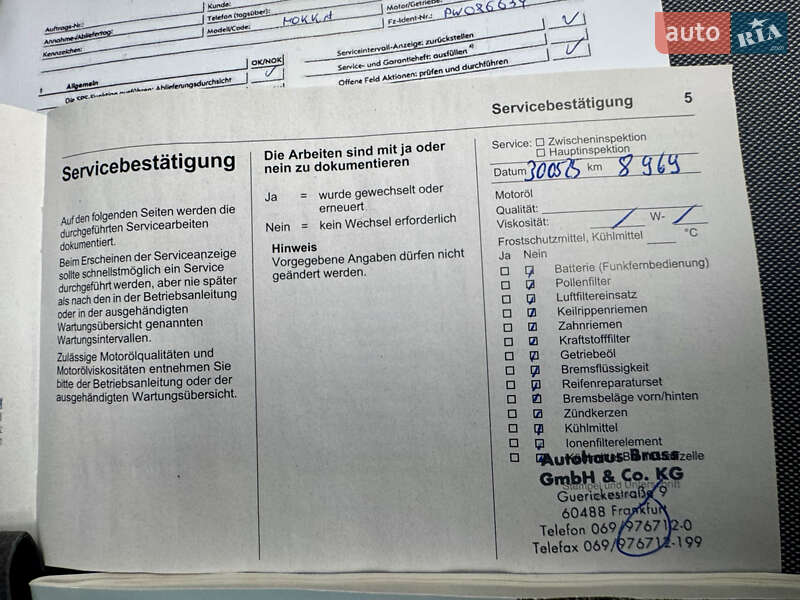 Auftrags-Nr.:
Annahme-/Abliefertag:
Kennzeichen:
Kunde:
Telefon (tagsüber):
Modell/Code: MOKKA
Motor/Getriebe:
Fz-Ident-Nr.:
1 Allgemein
OK/NOK
Serviceintervall-Anzeige: zurückstellen
Service- und Garantieheft: ausfüllen
Offene Feld Aktionen: prüfen und durchführen
auto RIA
Servicebestätigung 5
Servicebestätigung
Auf den folgenden Seiten werden die
durchgeführten Servicearbeiten
dokumentiert.
Beim Erscheinen der Serviceanzeige
sollte schnellstmöglich ein Service
durchgeführt werden, aber nie später
als nach den in der Betriebsanleitung
oder in der ausgehändigten
Wartungsübersicht genannten
Wartungsintervallen.
Zulässige Motorölqualitäten und
Motorölviskositäten entnehmen Sie
bitte der Betriebsanleitung oder der
ausgehändigten Wartungsübersicht.
Die Arbeiten sind mit ja oder
nein zu dokumentieren
Ja = wurde gewechselt oder
erneuert
Nein = kein Wechsel erforderlich
Hinweis
Vorgegebene Angaben dürfen nicht
geändert werden.
Service: Zwischeninspektion
Hauptinspektion
Datum 300525 km 8969
Motoröl
Qualität:
Viskosität: / W- /
Frostschutzmittel, Kühlmittel °C
Ja Nein
Batterie (Funkfernbedienung)
Pollenfilter
Luftfiltereinsatz
Keilrippenriemen
Zahnriemen
Kraftstofffilter
Getriebeöl
Bremsflüssigkeit
Reifenreparaturset
Bremsbeläge vorn/hinten
Zündkerzen
Kühlmittel
Ionenfilterelement
Autohaus Brass
GmbH & Co. KG
Stempel und Unterschrift
Guerickestraße 9
60488 Frankfurt
Telefon 069/976712-0
Telefax 069/976712-199